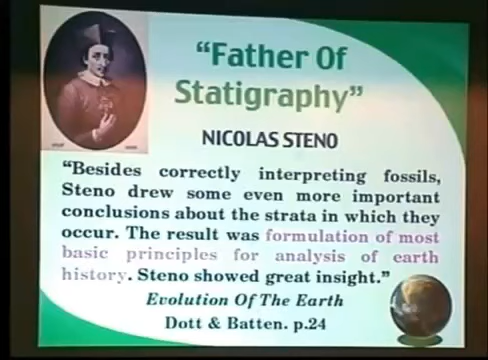 "Father Of
Statigraphy"
NICOLAS STENO
"Besides correctly interpreting fossils,
Steno drew some even more important
conclusions about the strata in which they
occur. The result was formulation of most
basic principles for analysis of earth
history. Steno showed great insight."
Evolution Of The Earth
Dott & Batten. p.24